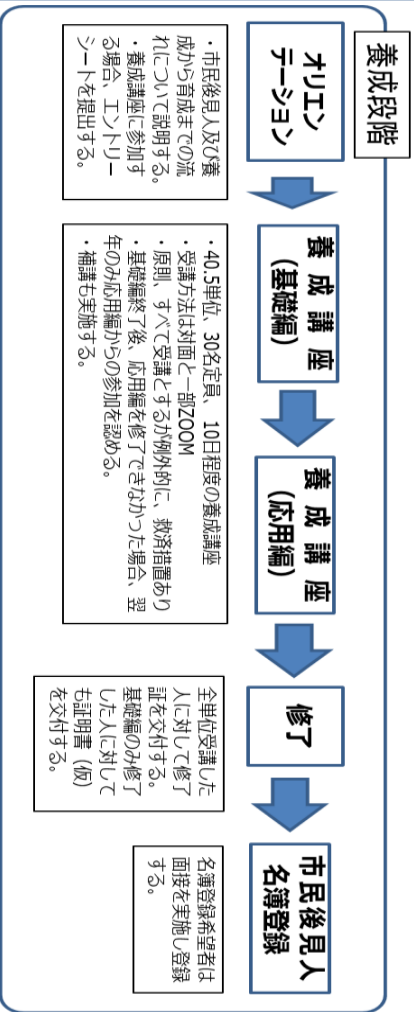 養成段階
オリエン
テーション
・市民後見人及び養
成から育成までの流
れについて説明する。
・養成講座に参加す
る場合、エントリー
シートを提出する。
養成講座
(基礎編)
養成講座
(応用編)
・40.5単位、30名定員、10日程度の養成講座
・受講方法は対面と一部ZOOM
・原則、すべて受講とするが例外的に、救済措置あり
・基礎編終了後、応用編を修了できなかった場合、翌
年のみ応用編からの参加を認める。
・補講も実施する。
修了
全単位受講した
人に対して修了
証を交付する。
基礎編のみ修了
した人に対して
も証明書（仮）
を交付する。
市民後見人
名簿登録
名簿登録希望者は
面接を実施し登録
する。